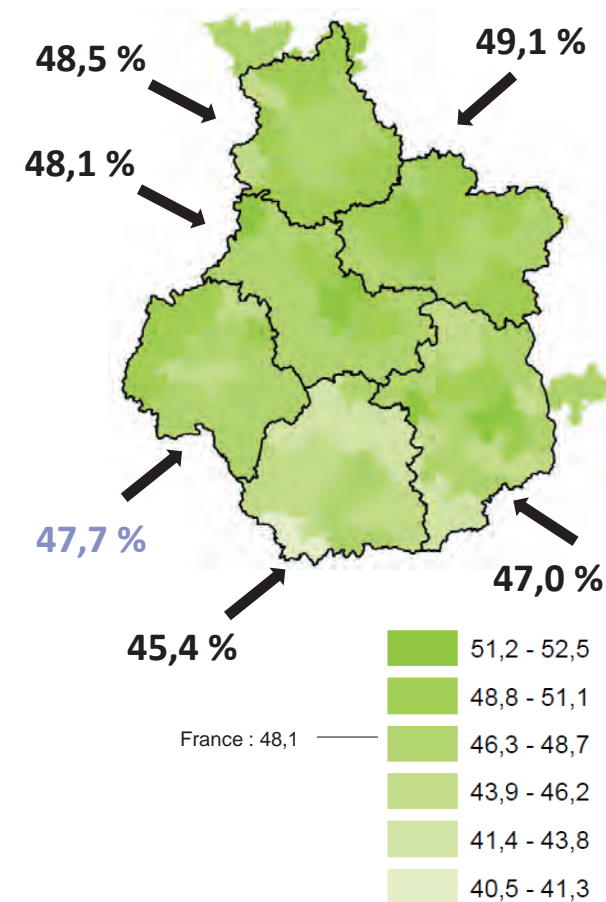 49,1 %
48,5 %
48,1 %
47,7 %
47,0 %
45,4 %
51,2 - 52,5
48,8 - 51,1
France : 48,1
46,3 - 48,7
43,9 - 46,2
41,4 - 43,8
40,5 - 41,3